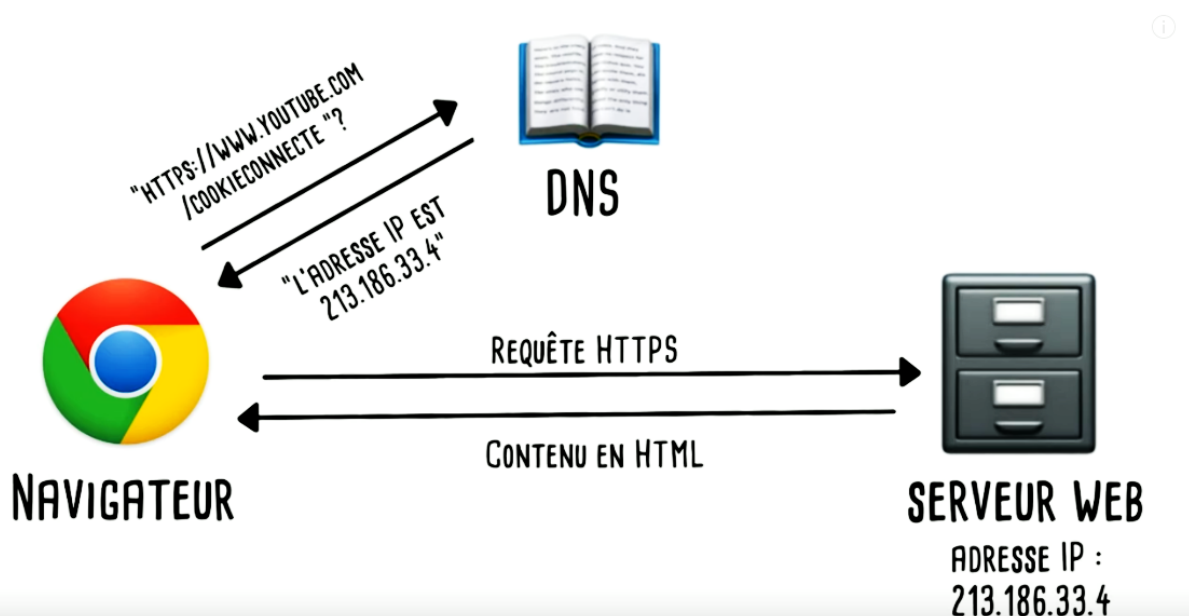 "HTTPS://WWW.YOUTUBE.COM
/COOKIECONNECTE"?
DNS
"L'ADRESSE IP EST
213.186.33.4"
REQUÊTE HTTPS
CONTENU EN HTML
NAVIGATEUR
SERVEUR WEB
ADRESSE IP :
213.186.33.4